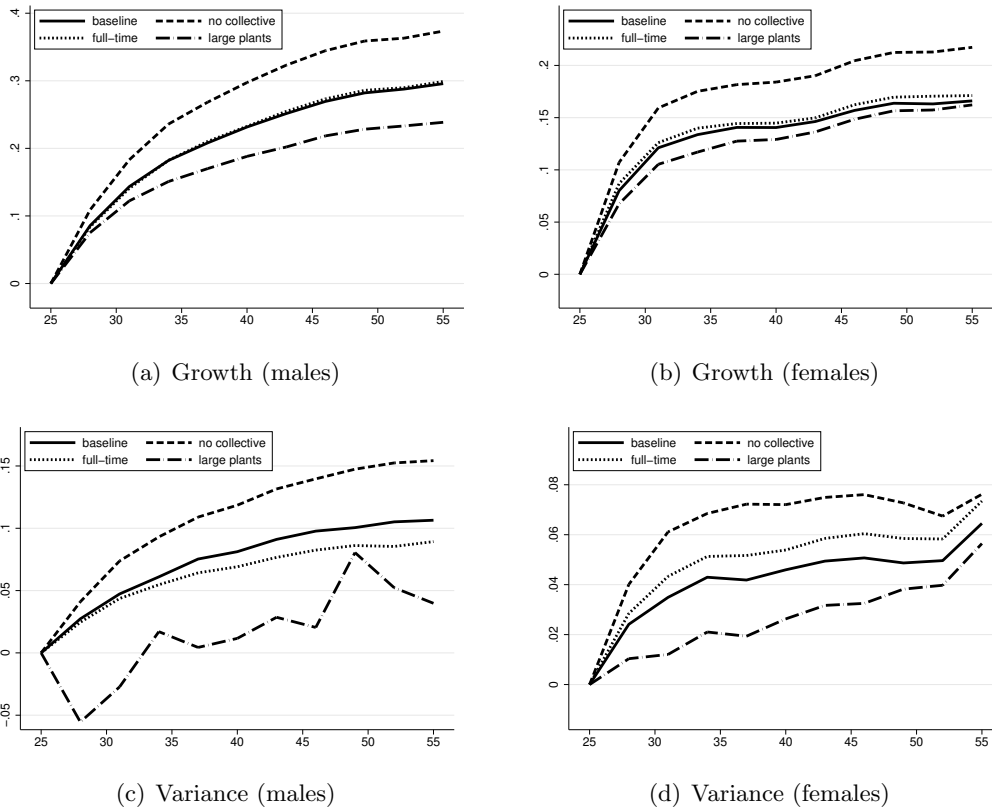 baseline no collective
full−time large plants
.4
.3
.2
.1
0
25 30 35 40 45 50 55
(a) Growth (males)
baseline no collective
full−time large plants
.2
.15
.1
.05
0
25 30 35 40 45 50 55
(b) Growth (females)
baseline no collective
full−time large plants
.15
.1
.05
0
−.05
25 30 35 40 45 50 55
(c) Variance (males)
baseline no collective
full−time large plants
.08
.06
.04
.02
0
25 30 35 40 45 50 55
(d) Variance (females)